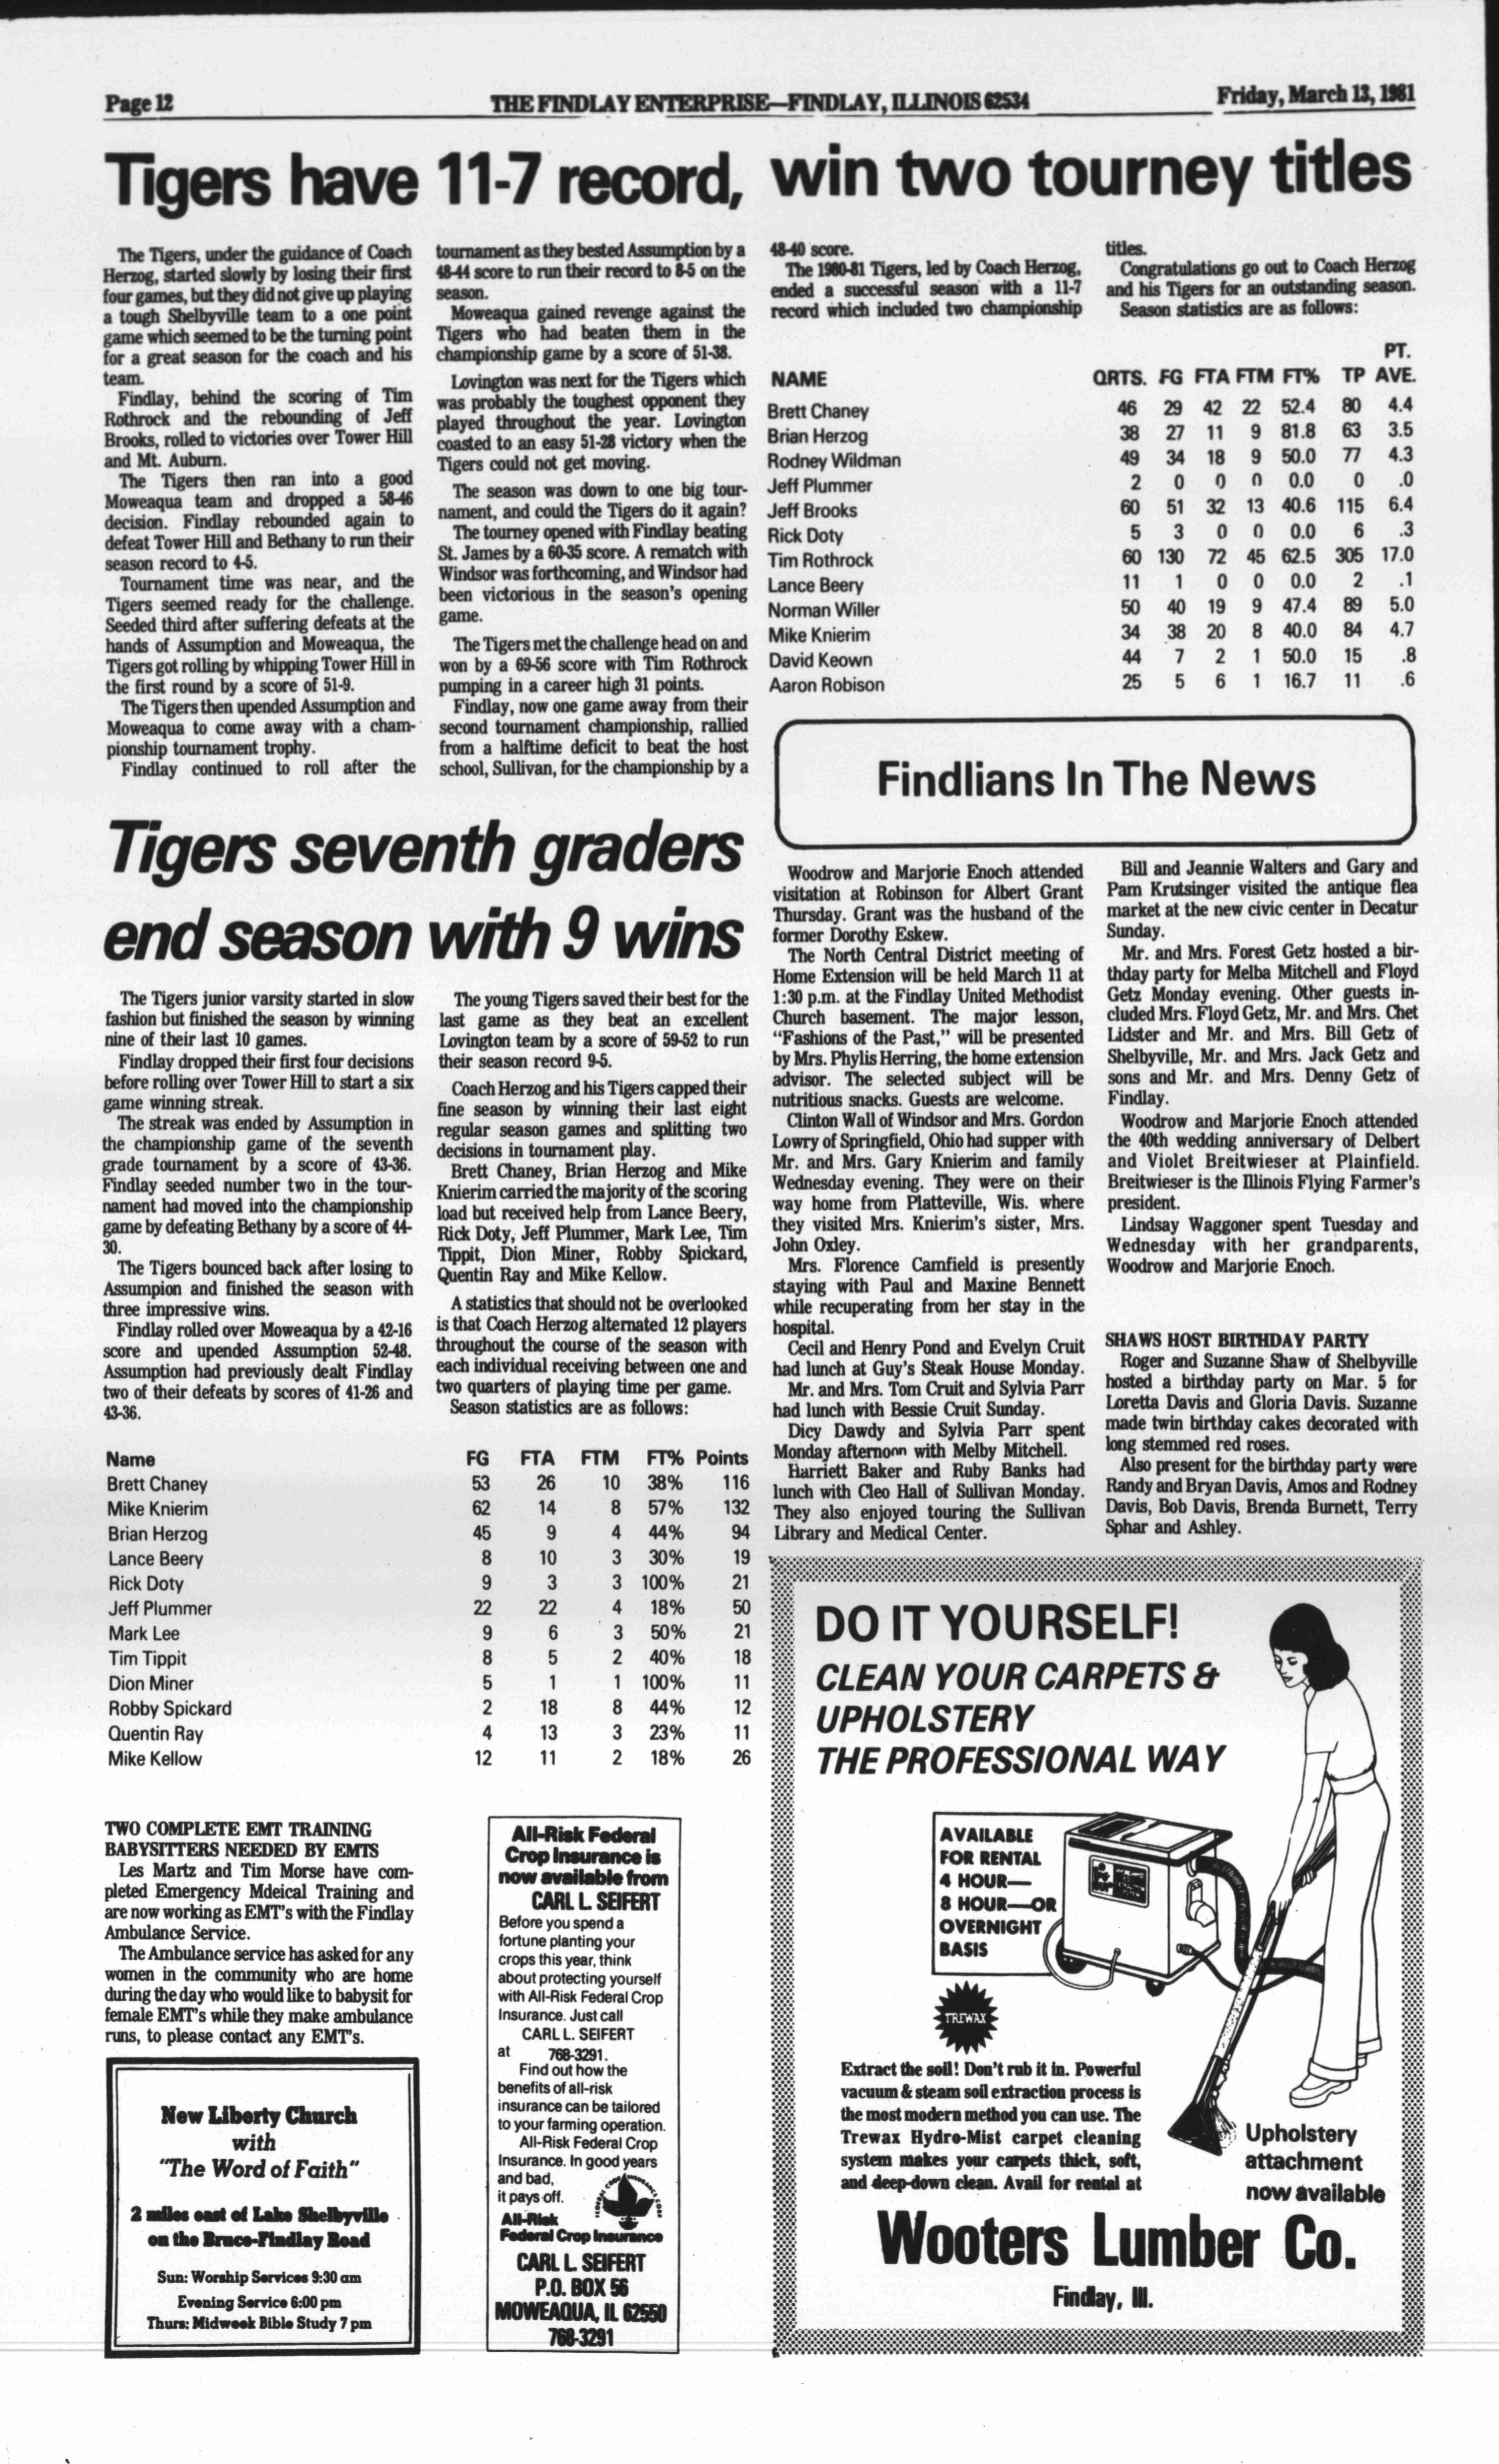 Page 12
THE FINDLAY ENTERPRISE—FINDLAY, ILLINOIS 62534
Friday, March 13, 1981
Tigers have 11-7 record, win two tourney titles
The Tigers, under the guidance of Coach
Herzog, started slowly by losing their first
four games, but they did not give up playing
a tough Shelbyville team to a one point
game which seemed to be the turning point
for a great season for the coach and his
team.
Findlay, behind the scoring of Tim
Rothrock and the rebounding of Jeff
Brooks, rolled to victories over Tower Hill
and Mt. Auburn.
The Tigers then ran into a good
Moweaqua team and dropped a 58-46
decision. Findlay rebounded again to
defeat Tower Hill and Bethany to run their
season record to 4-5.
Tournament time was near, and the
Tigers seemed ready for the challenge.
Seeded third after suffering defeats at the
hands of Assumption and Moweaqua, the
Tigers got rolling by whipping Tower Hill in
the first round by a score of 51-9.
The Tigers then upended Assumption and
Moweaqua to come away with a cham-
pionship tournament trophy.
Findlay continued to roll after the
tournament as they bested Assumption by a
48-44 score to run their record to 8-5 on the
season.
Moweaqua gained revenge against the
Tigers who had beaten them in the
championship game by a score of 51-38.
Lovington was next for the Tigers which
was probably the toughest opponent they
played throughout the year. Lovington
coasted to an easy 51-28 victory when the
Tigers could not get moving.
The season was down to one big tour-
nament, and could the Tigers do it again?
The tourney opened with Findlay beating
St. James by a 60-35 score. A rematch with
Windsor was forthcoming, and Windsor had
been victorious in the season's opening
game.
The Tigers met the challenge head on and
won by a 69-56 score with Tim Rothrock
pumping in a career high 31 points.
Findlay, now one game away from their
second tournament championship, rallied
from a halftime deficit to beat the host
school, Sullivan, for the championship by a
48-40 score.
The 1980-81 Tigers, led by Coach Herzog,
ended a successful season with a 11-7
record which included two championship
titles.
Congratulations go out to Coach Herzog
and his Tigers for an outstanding season.
Season statistics are as follows:
PT.
NAME QRTS. FG FTA FTM FT% TP AVE.
Brett Chaney 46 29 42 22 52.4 80 4.4
Brian Herzog 38 27 11 9 81.8 63 3.5
Rodney Wildman 49 34 18 9 50.0 77 4.3
Jeff Plummer 2 0 0 0 0.0 0 .0
Jeff Brooks 60 51 32 13 40.6 115 6.4
Rick Doty 5 3 0 0 0.0 6 .3
Tim Rothrock 60 130 72 45 62.5 305 17.0
Lance Beery 11 1 0 0 0.0 2 .1
Norman Willer 50 40 19 9 47.4 89 5.0
Mike Knierim 34 38 20 8 40.0 84 4.7
David Keown 44 7 2 1 50.0 15 .8
Aaron Robison 25 5 6 1 16.7 11 .6
Tigers seventh graders
end season with 9 wins
The Tigers junior varsity started in slow
fashion but finished the season by winning
nine of their last 10 games.
Findlay dropped their first four decisions
before rolling over Tower Hill to start a six
game winning streak.
The streak was ended by Assumption in
the championship game of the seventh
grade tournament by a score of 43-36.
Findlay seeded number two in the tour-
nament had moved into the championship
game by defeating Bethany by a score of 44-
30.
The Tigers bounced back after losing to
Assumpion and finished the season with
three impressive wins.
Findlay rolled over Moweaqua by a 42-16
score and upended Assumption 52-48.
Assumption had previously dealt Findlay
two of their defeats by scores of 41-26 and
43-36.
The young Tigers saved their best for the
last game as they beat an excellent
Lovington team by a score of 59-52 to run
their season record 9-5.
Coach Herzog and his Tigers capped their
fine season by winning their last eight
regular season games and splitting two
decisions in tournament play.
Brett Chaney, Brian Herzog and Mike
Knierim carried the majority of the scoring
load but received help from Lance Beery,
Rick Doty, Jeff Plummer, Mark Lee, Tim
Tippit, Dion Miner, Robby Spickard,
Quentin Ray and Mike Kellow.
A statistics that should not be overlooked
is that Coach Herzog alternated 12 players
throughout the course of the season with
each individual receiving between one and
two quarters of playing time per game.
Season statistics are as follows:
Name FG FTA FTM FT% Points
Brett Chaney 53 26 10 38% 116
Mike Knierim 62 14 8 57% 132
Brian Herzog 45 9 4 44% 94
Lance Beery 8 10 3 30% 19
Rick Doty 9 3 3 100% 21
Jeff Plummer 22 22 4 18% 50
Mark Lee 9 6 3 50% 21
Tim Tippit 8 5 2 40% 18
Dion Miner 5 1 1 100% 11
Robby Spickard 2 18 8 44% 12
Quentin Ray 4 13 3 23% 11
Mike Kellow 12 11 2 18% 26
TWO COMPLETE EMT TRAINING
BABYSITTERS NEEDED BY EMTS
Les Martz and Tim Morse have com-
pleted Emergency Mdeical Training and
are now working as EMT's with the Findlay
Ambulance Service.
The Ambulance service has asked for any
women in the community who are home
during the day who would like to babysit for
female EMT's while they make ambulance
runs, to please contact any EMT's.
New Liberty Church
with
"The Word of Faith"
2 miles east of Lake Shelbyville
on the Bruce-Findlay Road
Sun: Worship Services 9:30 am
Evening Service 6:00 pm
Thurs: Midweek Bible Study 7 pm
All-Risk Federal
Crop Insurance is
now available from
CARL L. SEIFERT
Before you spend a
fortune planting your
crops this year, think
about protecting yourself
with All-Risk Federal Crop
Insurance. Just call
CARL L. SEIFERT
at 768-3291.
Find out how the
benefits of all-risk
insurance can be tailored
to your farming operation.
All-Risk Federal Crop
Insurance. In good years
and bad,
it pays off.
All-Risk
Federal Crop Insurance
CARL L. SEIFERT
P.O. BOX 56
MOWEAQUA, IL 62550
768-3291
Findlians In The News
Woodrow and Marjorie Enoch attended
visitation at Robinson for Albert Grant
Thursday. Grant was the husband of the
former Dorothy Eskew.
The North Central District meeting of
Home Extension will be held March 11 at
1:30 p.m. at the Findlay United Methodist
Church basement. The major lesson,
"Fashions of the Past," will be presented
by Mrs. Phylis Herring, the home extension
advisor. The selected subject will be
nutritious snacks. Guests are welcome.
Clinton Wall of Windsor and Mrs. Gordon
Lowry of Springfield, Ohio had supper with
Mr. and Mrs. Gary Knierim and family
Wednesday evening. They were on their
way home from Platteville, Wis. where
they visited Mrs. Knierim's sister, Mrs.
John Oxley.
Mrs. Florence Camfield is presently
staying with Paul and Maxine Bennett
while recuperating from her stay in the
hospital.
Cecil and Henry Pond and Evelyn Cruit
had lunch at Guy's Steak House Monday.
Mr. and Mrs. Tom Cruit and Sylvia Parr
had lunch with Bessie Cruit Sunday.
Dicy Dawdy and Sylvia Parr spent
Monday afternoon with Melby Mitchell.
Harriett Baker and Ruby Banks had
lunch with Cleo Hall of Sullivan Monday.
They also enjoyed touring the Sullivan
Library and Medical Center.
Bill and Jeannie Walters and Gary and
Pam Krutsinger visited the antique flea
market at the new civic center in Decatur
Sunday.
Mr. and Mrs. Forest Getz hosted a bir-
thday party for Melba Mitchell and Floyd
Getz Monday evening. Other guests in-
cluded Mrs. Floyd Getz, Mr. and Mrs. Chet
Lidster and Mr. and Mrs. Bill Getz of
Shelbyville, Mr. and Mrs. Jack Getz and
sons and Mr. and Mrs. Denny Getz of
Findlay.
Woodrow and Marjorie Enoch attended
the 40th wedding anniversary of Delbert
and Violet Breitwieser at Plainfield.
Breitwieser is the Illinois Flying Farmer's
president.
Lindsay Waggoner spent Tuesday and
Wednesday with her grandparents,
Woodrow and Marjorie Enoch.
SHAWS HOST BIRTHDAY PARTY
Roger and Suzanne Shaw of Shelbyville
hosted a birthday party on Mar. 5 for
Loretta Davis and Gloria Davis. Suzanne
made twin birthday cakes decorated with
long stemmed red roses.
Also present for the birthday party were
Randy and Bryan Davis, Amos and Rodney
Davis, Bob Davis, Brenda Burnett, Terry
Sphar and Ashley.
DO IT YOURSELF!
CLEAN YOUR CARPETS &
UPHOLSTERY
THE PROFESSIONAL WAY
AVAILABLE
FOR RENTAL
4 HOUR—
8 HOUR—OR
OVERNIGHT
BASIS
TREWAX
Extract the soil! Don't rub it in. Powerful
vacuum & steam soil extraction process is
the most modern method you can use. The
Trewax Hydro-Mist carpet cleaning
system makes your carpets thick, soft,
and deep-down clean. Avail for rental at
Upholstery
attachment
now available
Wooters Lumber Co.
Findlay, Ill.